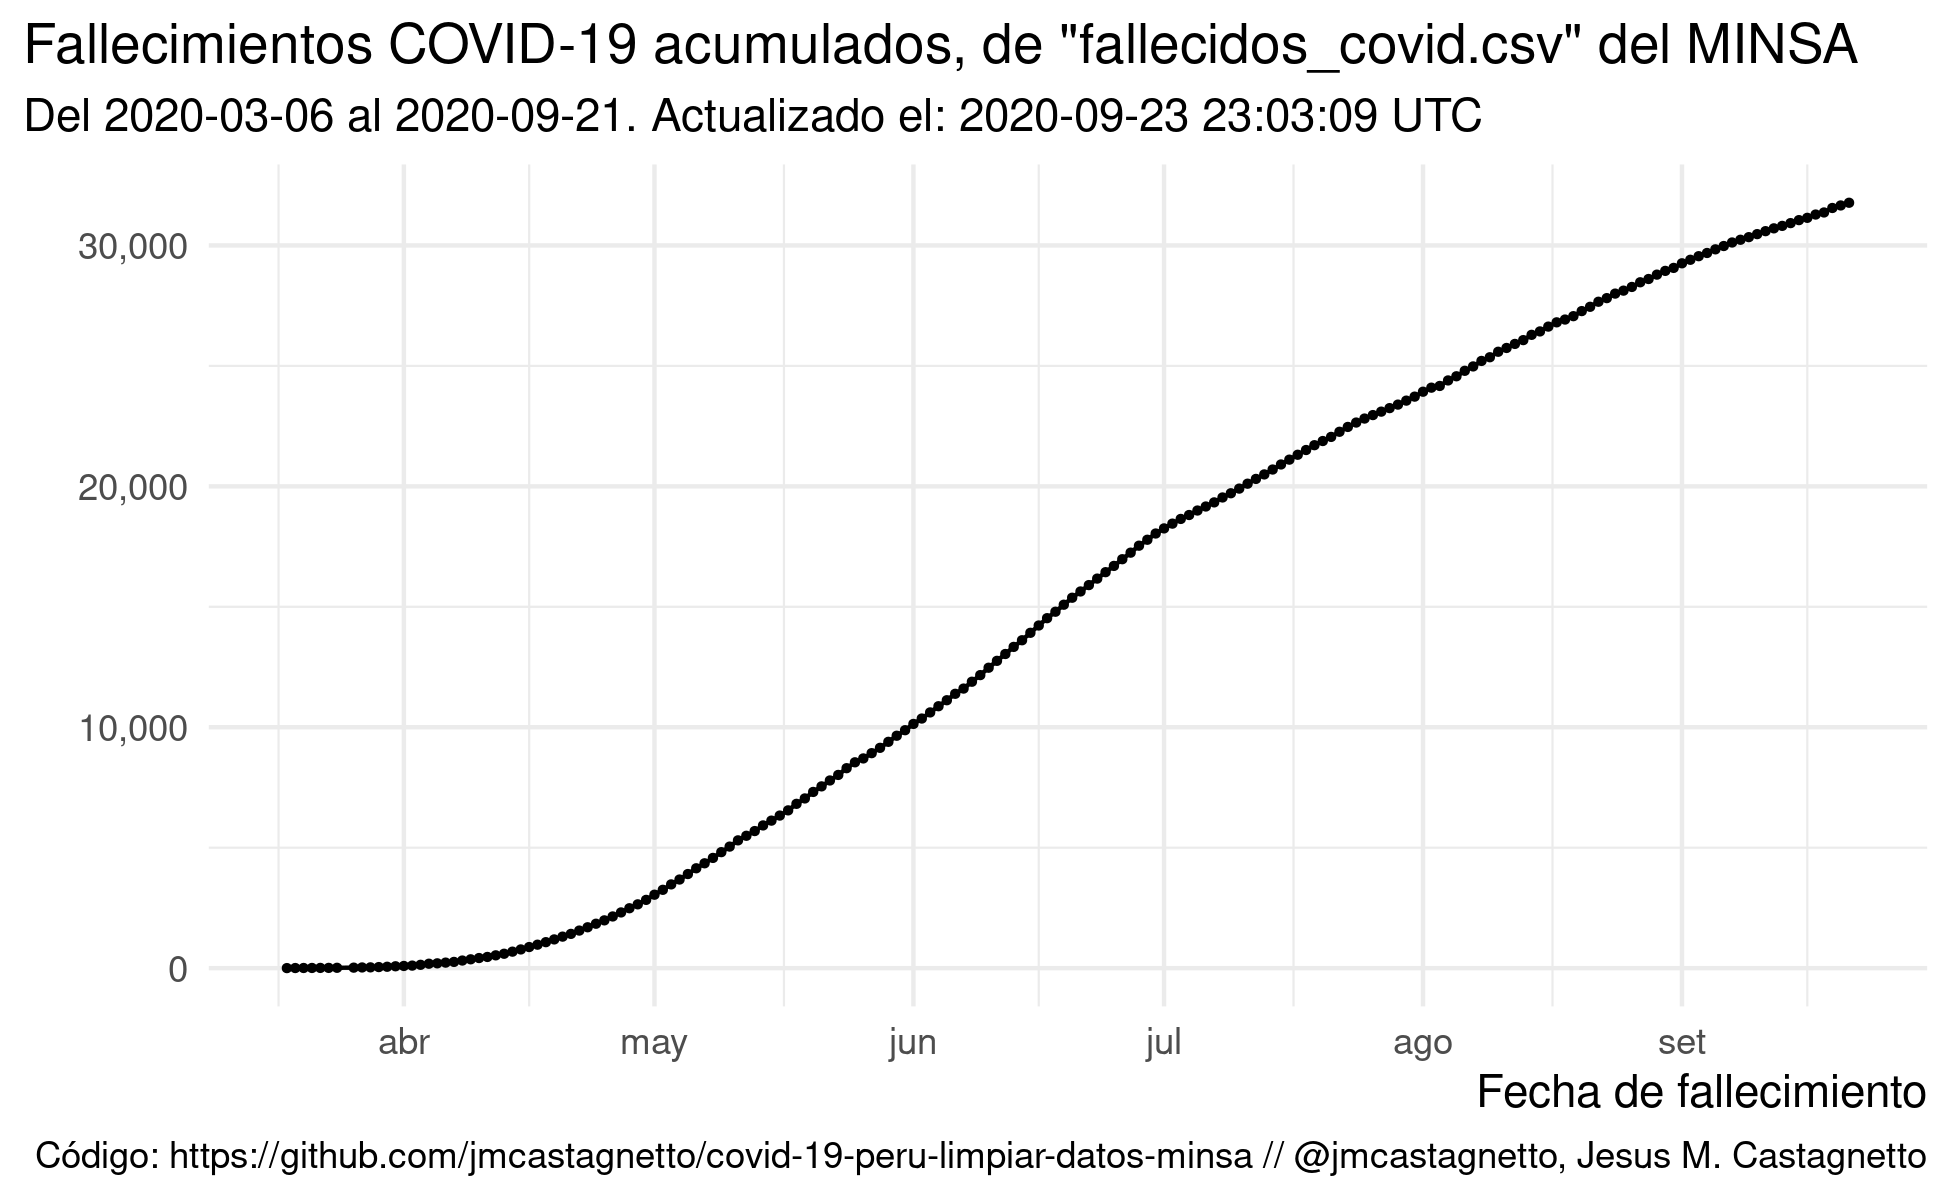 Fallecimientos COVID-19 acumulados, de "fallecidos_covid.csv" del MINSA
Del 2020-03-06 al 2020-09-21. Actualizado el: 2020-09-23 23:03:09 UTC
30,000
20,000
10,000
0
abr may jun jul ago set
Fecha de fallecimiento
Código: https://github.com/jmcastagnetto/covid-19-peru-limpiar-datos-minsa // @jmcastagnetto, Jesus M. Castagnetto